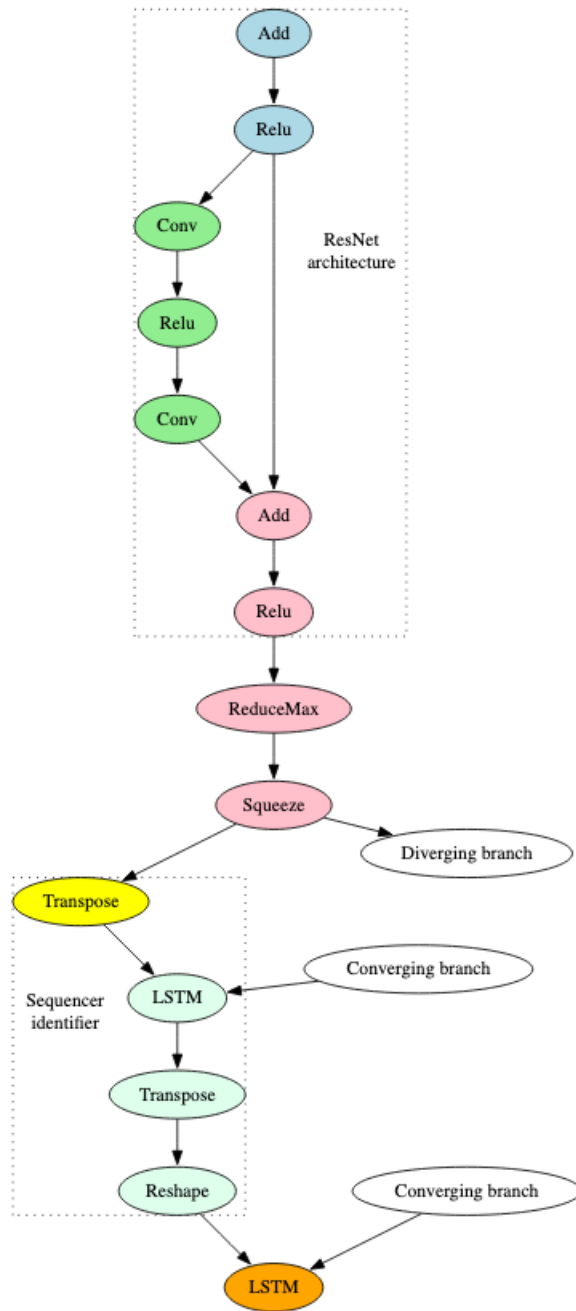 Add
Relu
Conv
ResNet
architecture
Relu
Conv
Add
Relu
ReduceMax
Squeeze
Diverging branch
Transpose
Converging branch
LSTM
Sequencer
identifier
Transpose
Reshape
Converging branch
LSTM